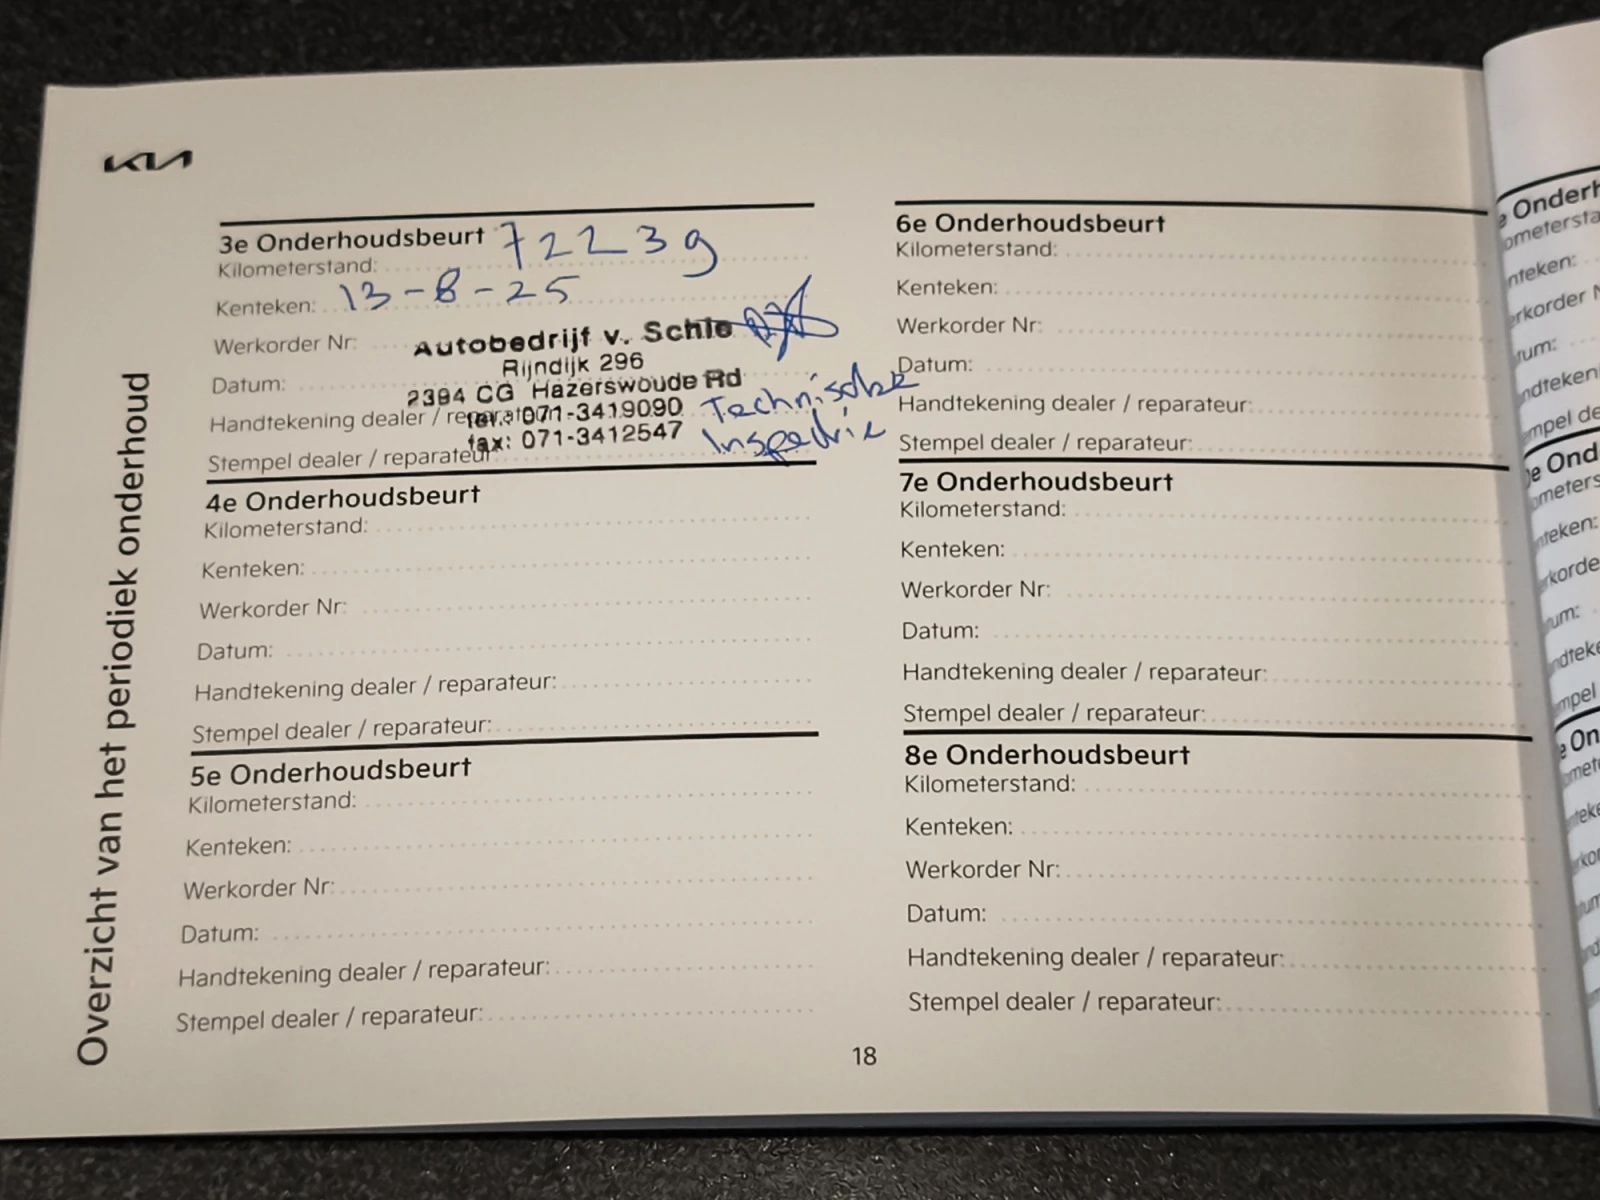 KIA
Overzicht van het periodiek onderhoud
3e Onderhoudsbeurt
Kilometerstand: 72239
Kenteken: 13-8-25
Werkorder Nr:
Datum:
Handtekening dealer / reparateur:
Stempel dealer / reparateur:
Autobedrijf v. Schie
Rijndijk 296
2394 CG Hazerswoude Rd
tel.: 071-3419090
fax: 071-3412547
Technische
Inspectie
4e Onderhoudsbeurt
Kilometerstand:
Kenteken:
Werkorder Nr:
Datum:
Handtekening dealer / reparateur:
Stempel dealer / reparateur:
5e Onderhoudsbeurt
Kilometerstand:
Kenteken:
Werkorder Nr:
Datum:
Handtekening dealer / reparateur:
Stempel dealer / reparateur:
6e Onderhoudsbeurt
Kilometerstand:
Kenteken:
Werkorder Nr:
Datum:
Handtekening dealer / reparateur:
Stempel dealer / reparateur:
7e Onderhoudsbeurt
Kilometerstand:
Kenteken:
Werkorder Nr:
Datum:
Handtekening dealer / reparateur:
Stempel dealer / reparateur:
8e Onderhoudsbeurt
Kilometerstand:
Kenteken:
Werkorder Nr:
Datum:
Handtekening dealer / reparateur:
Stempel dealer / reparateur:
18